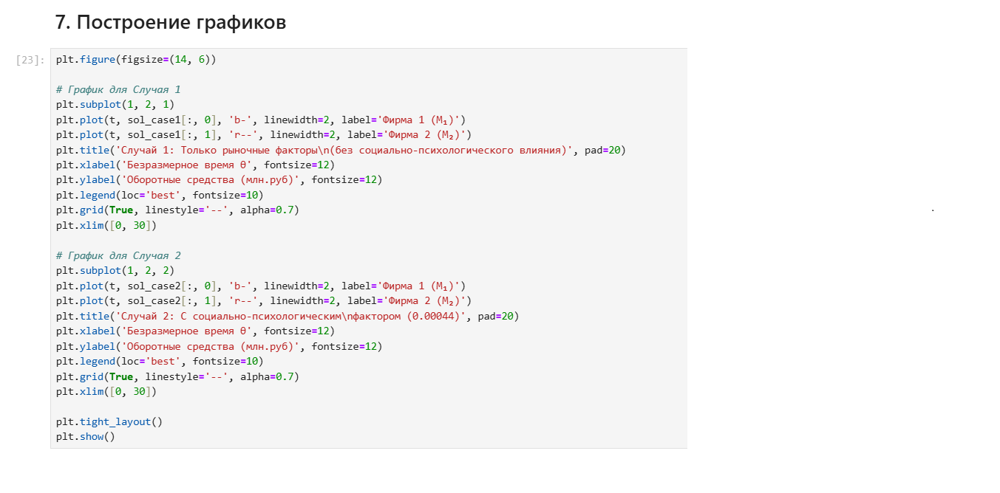 7. Построение графиков
[23]:
plt.figure(figsize=(14, 6))
# График для Случая 1
plt.subplot(1, 2, 1)
plt.plot(t, sol_case1[:, 0], 'b-', linewidth=2, label='Фирма 1 (M₁)')
plt.plot(t, sol_case1[:, 1], 'r--', linewidth=2, label='Фирма 2 (M₂)')
plt.title('Случай 1: Только рыночные факторы\n(без социально-психологического влияния)', pad=20)
plt.xlabel('Безразмерное время θ', fontsize=12)
plt.ylabel('Оборотные средства (млн.руб)', fontsize=12)
plt.legend(loc='best', fontsize=10)
plt.grid(True, linestyle='--', alpha=0.7)
plt.xlim([0, 30])
# График для Случая 2
plt.subplot(1, 2, 2)
plt.plot(t, sol_case2[:, 0], 'b-', linewidth=2, label='Фирма 1 (M₁)')
plt.plot(t, sol_case2[:, 1], 'r--', linewidth=2, label='Фирма 2 (M₂)')
plt.title('Случай 2: С социально-психологическим\nфактором (0.00044)', pad=20)
plt.xlabel('Безразмерное время θ', fontsize=12)
plt.ylabel('Оборотные средства (млн.руб)', fontsize=12)
plt.legend(loc='best', fontsize=10)
plt.grid(True, linestyle='--', alpha=0.7)
plt.xlim([0, 30])
plt.tight_layout()
plt.show()